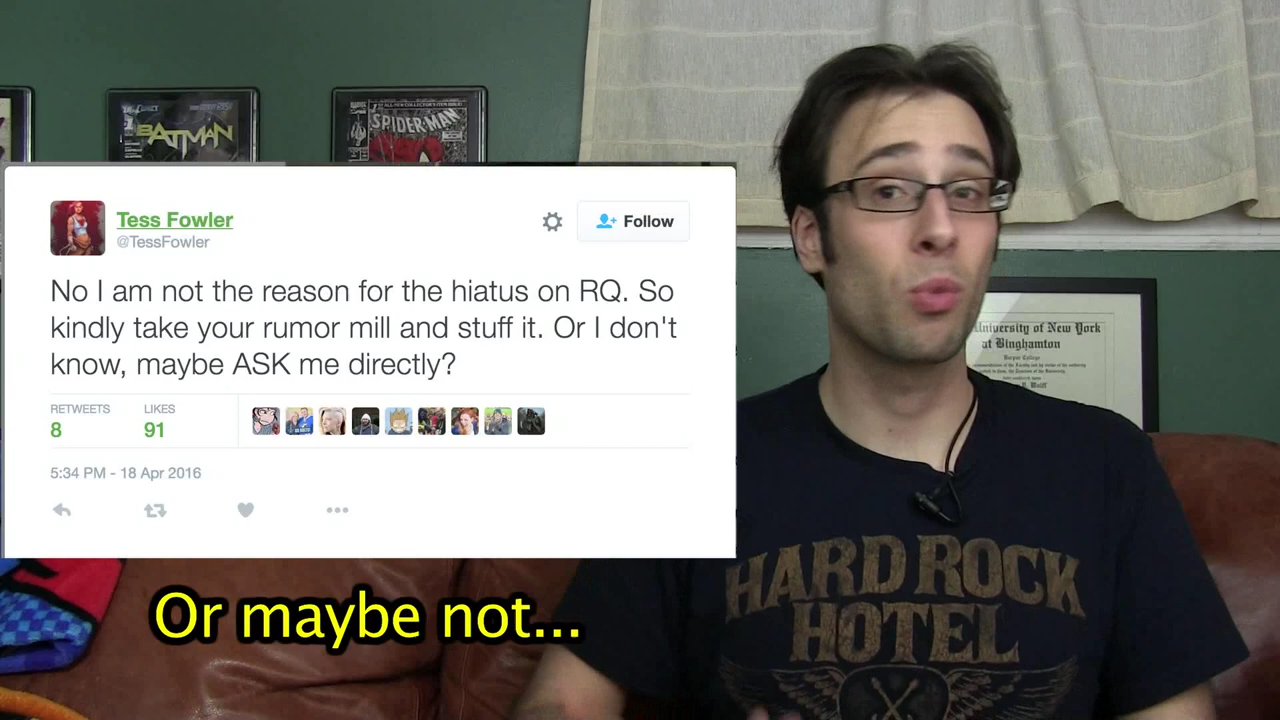 BATMAN
SPIDER-MAN
Tess Fowler
@TessFowler
Follow
No I am not the reason for the hiatus on RQ. So
kindly take your rumor mill and stuff it. Or I don't
know, maybe ASK me directly?
RETWEETS
LIKES
8
91
5:34 PM - 18 Apr 2016
University of New York
at Binghamton
Harpur College
HARD ROCK
HOTEL
Or maybe not...